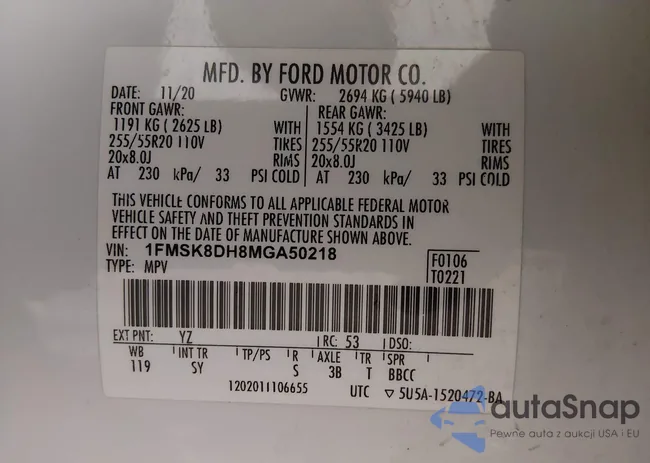 MFD. BY FORD MOTOR CO.
DATE: 11/20 GVWR: 2694 KG ( 5940 LB)
FRONT GAWR: REAR GAWR:
1191 KG ( 2625 LB) WITH 1554 KG ( 3425 LB) WITH
255/55R20 110V TIRES 255/55R20 110V TIRES
20x8.0J RIMS 20x8.0J RIMS
AT 230 kPa/ 33 PSI COLD AT 230 kPa/ 33 PSI COLD
THIS VEHICLE CONFORMS TO ALL APPLICABLE FEDERAL MOTOR
VEHICLE SAFETY AND THEFT PREVENTION STANDARDS IN
EFFECT ON THE DATE OF MANUFACTURE SHOWN ABOVE.
VIN: 1FMSK8DH8MGA50218 F0106
TYPE: MPV T0221
EXT PNT: YZ RC: 53 DSO:
WB INT TR TP/PS R AXLE TR SPR
119 SY S 3B T BBCC
1202011106655 UTC ▽ 5U5A-1520472-BA
autaSnap
Pewne auta z aukcji USA i EU